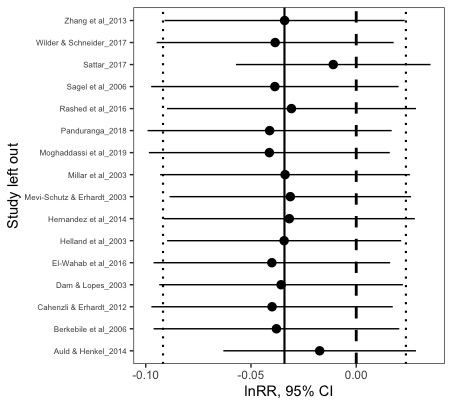 Study left out
Zhang et al_2013
Wilder & Schneider_2017
Sattar_2017
Sagel et al_2006
Rashed et al_2016
Panduranga_2018
Moghaddassi et al_2019
Millar et al_2003
Mevi-Schutz & Erhardt_2003
Hernandez et al_2014
Helland et al_2003
El-Wahab et al_2016
Dam & Lopes_2003
Cahenzli & Erhardt_2012
Berkebile et al_2006
Auld & Henkel_2014
-0.10 -0.05 0.00
lnRR, 95% CI